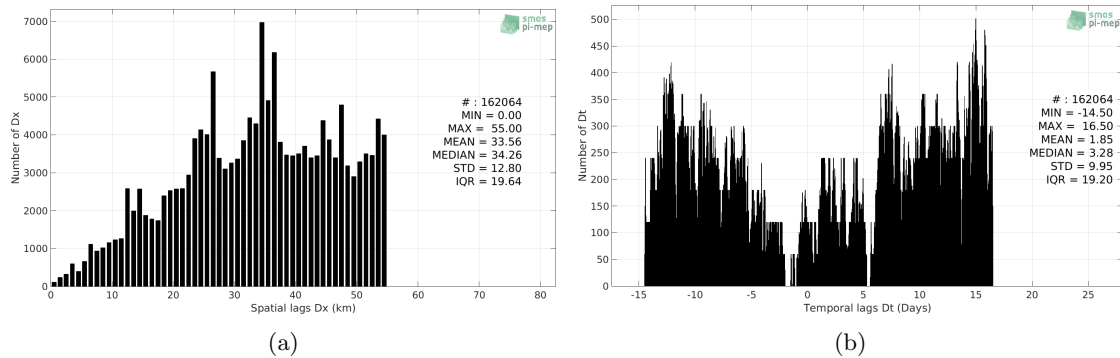 7000
6000
5000
4000
3000
2000
1000
0
Number of Dx
0 10 20 30 40 50 60 70 80
Spatial lags Dx (km)
smos
pi-mep
# : 162064
MIN = 0.00
MAX = 55.00
MEAN = 33.56
MEDIAN = 34.26
STD = 12.80
IQR = 19.64
(a)
500
450
400
350
300
250
200
150
100
50
0
Number of Dt
-15 -10 -5 0 5 10 15 20 25
Temporal lags Dt (Days)
smos
pi-mep
# : 162064
MIN = -14.50
MAX = 16.50
MEAN = 1.85
MEDIAN = 3.28
STD = 9.95
IQR = 19.20
(b)